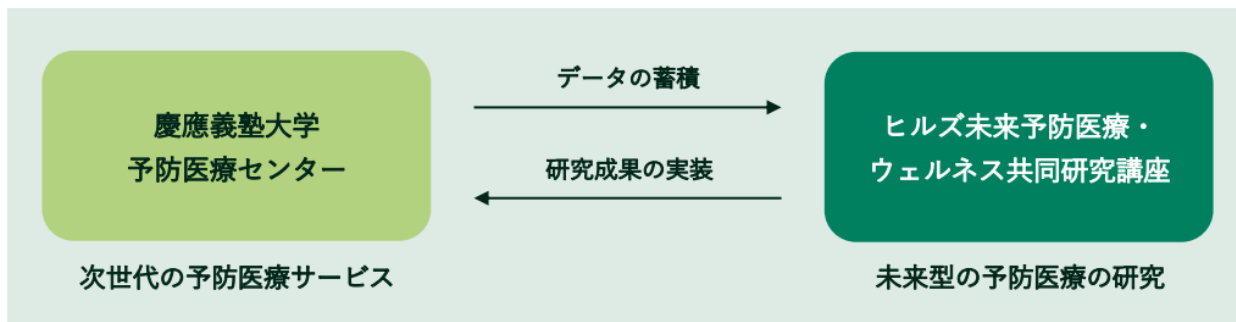 慶應義塾大学
予防医療センター
次世代の予防医療サービス
データの蓄積
研究成果の実装
ヒルズ未来予防医療・
ウェルネス共同研究講座
未来型の予防医療の研究